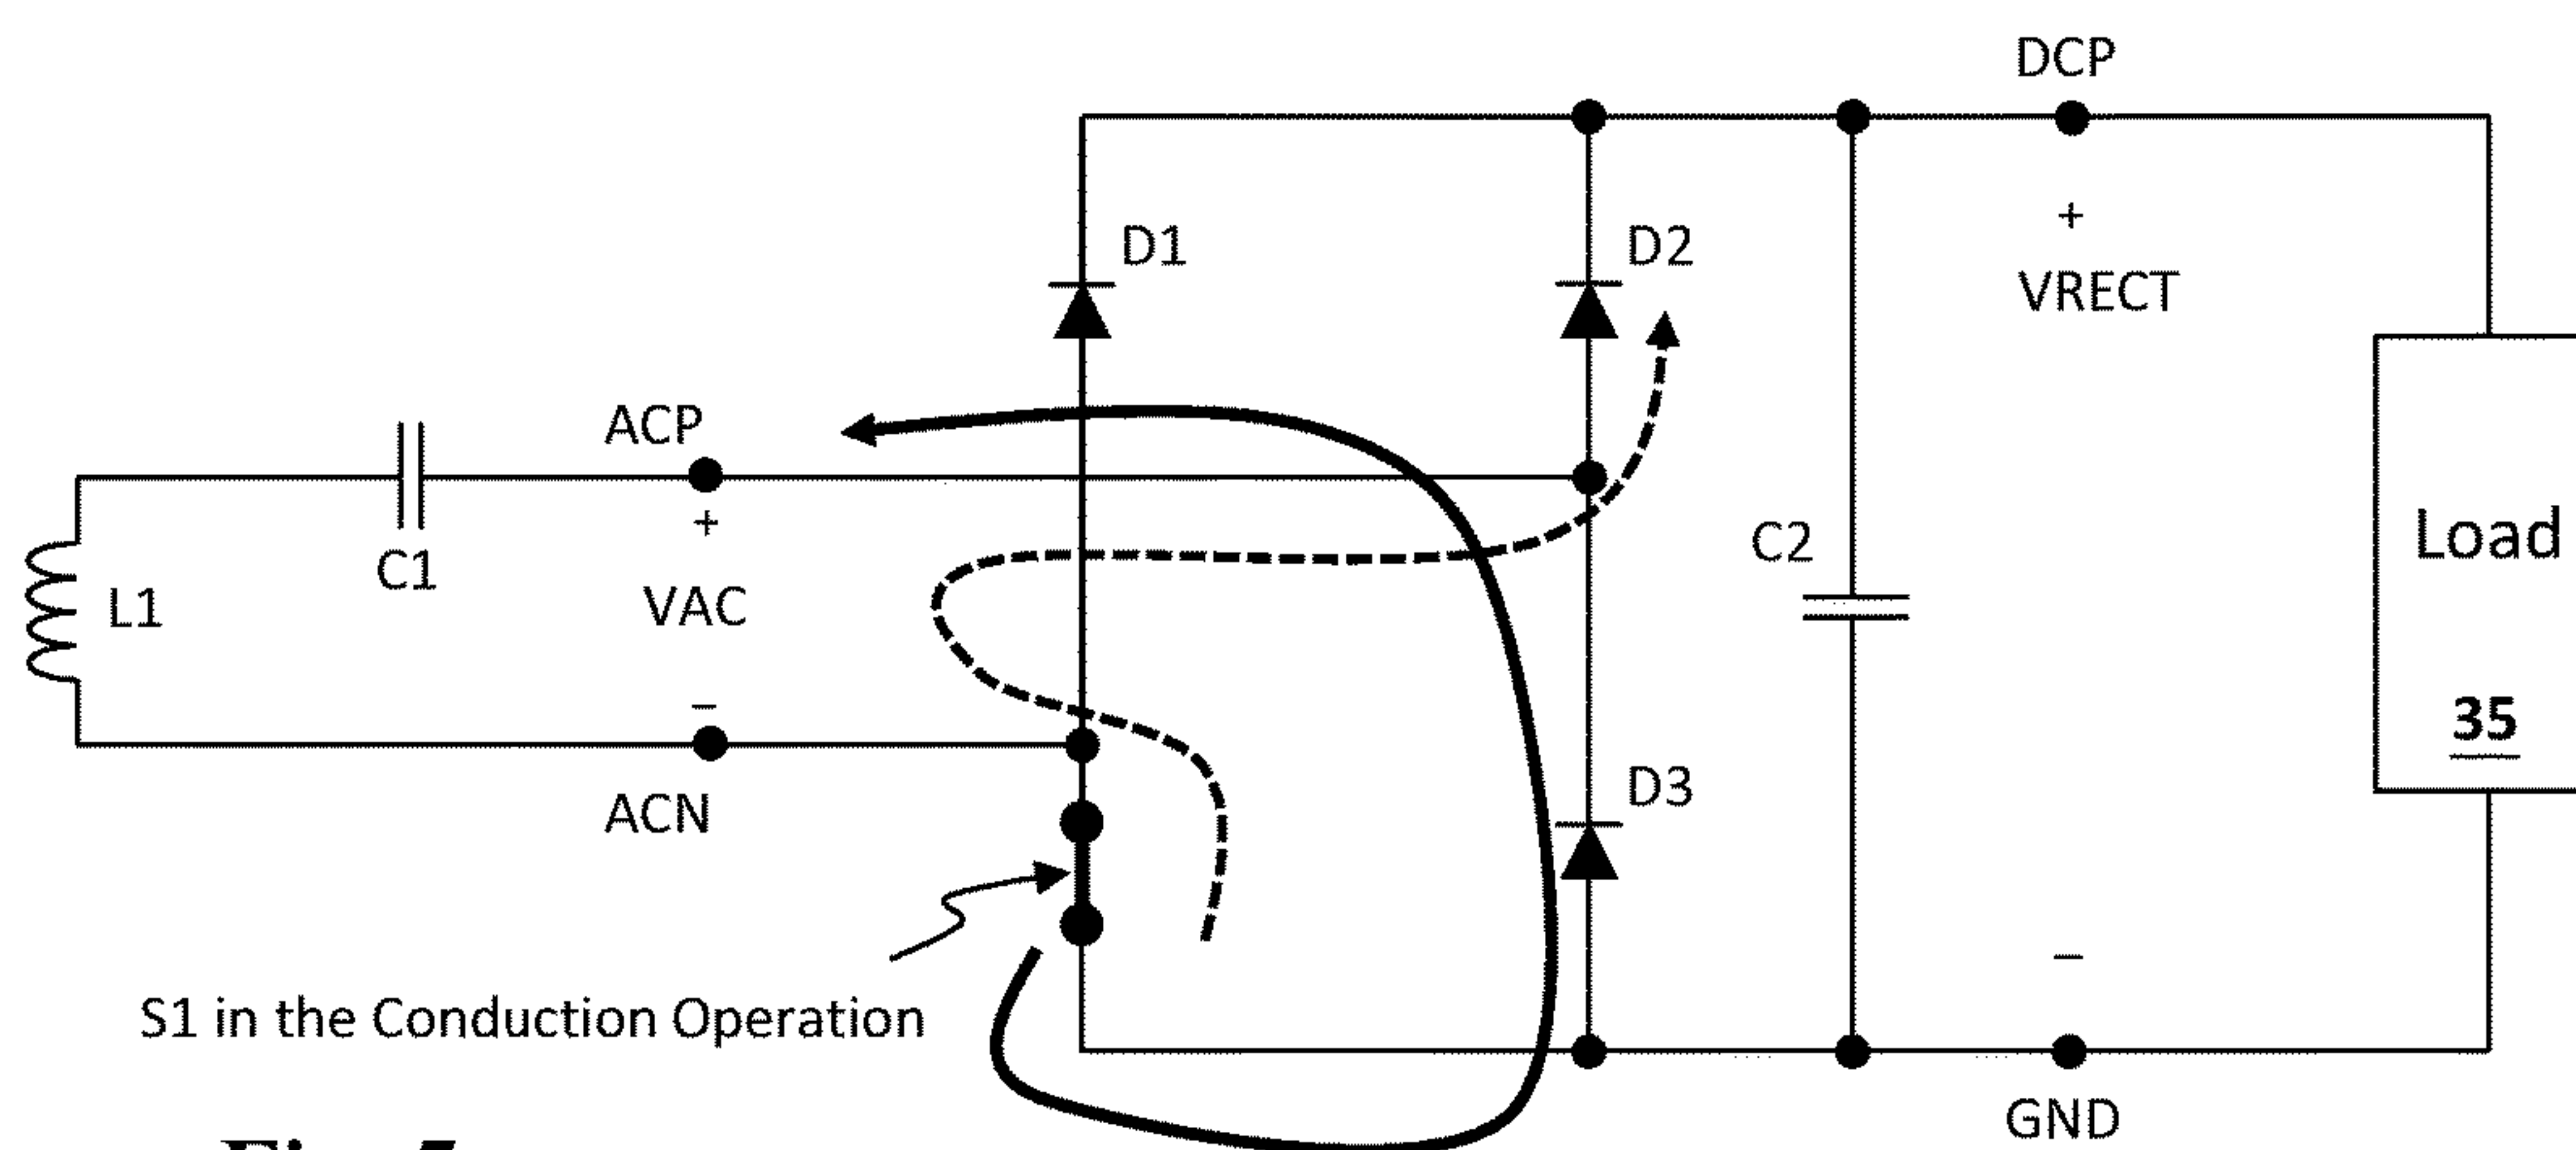 DCP
+
D1
D2
VRECT
ACP
+
C1
VAC
L1
C2
Load
35
−
ACN
D3
−
S1 in the Conduction Operation
GND